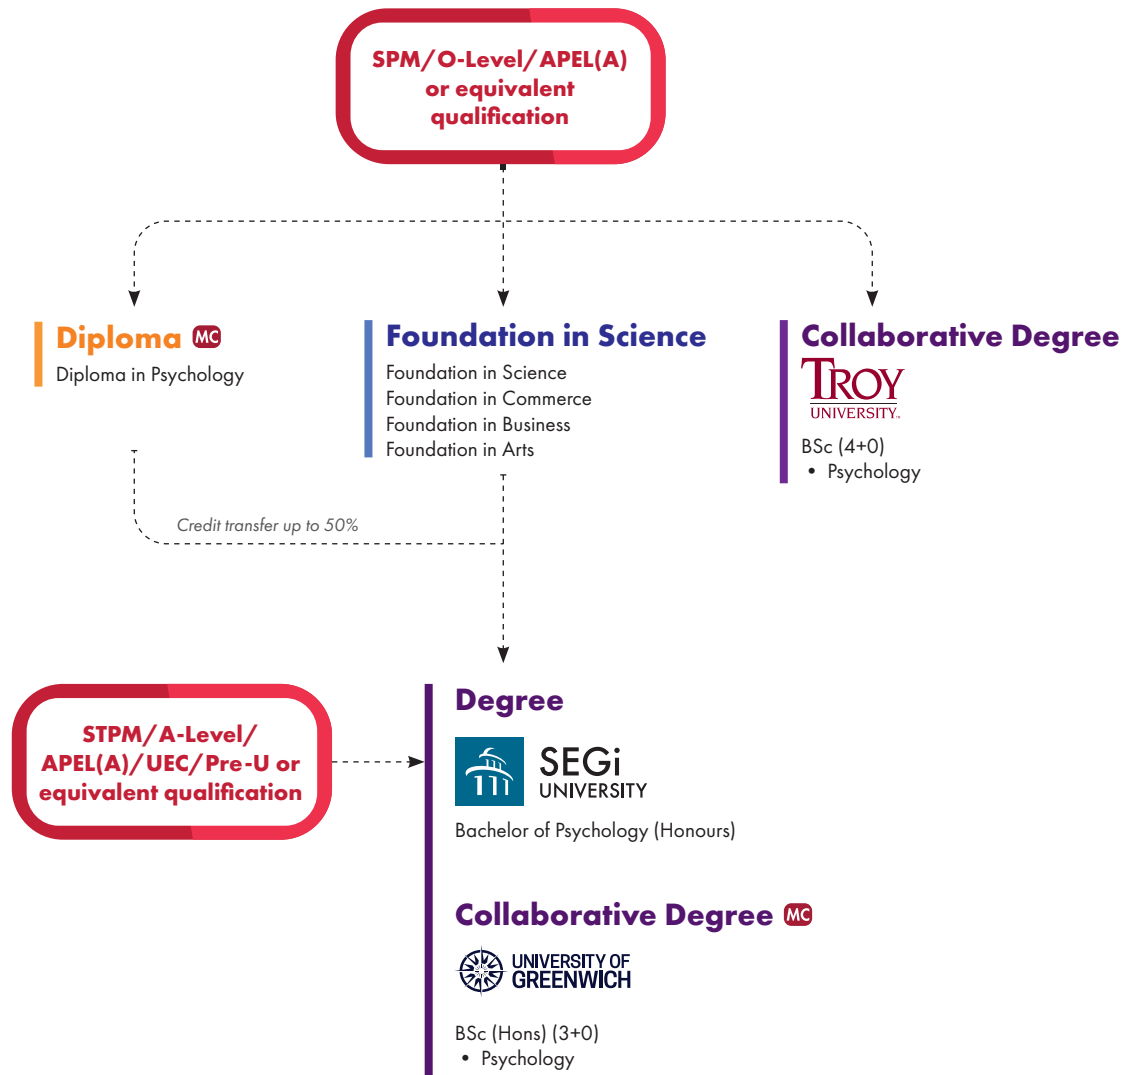 SPM/O-Level/APEL(A)
or equivalent
qualification
Diploma MC
Diploma in Psychology
Foundation in Science
Foundation in Science
Foundation in Commerce
Foundation in Business
Foundation in Arts
Collaborative Degree
TROY
UNIVERSITY™
BSc (4+0)
• Psychology
Credit transfer up to 50%
STPM/A-Level/
APEL(A)/UEC/Pre-U or
equivalent qualification
Degree
SEGi
UNIVERSITY
Bachelor of Psychology (Honours)
Collaborative Degree MC
UNIVERSITY OF
GREENWICH
BSc (Hons) (3+0)
• Psychology